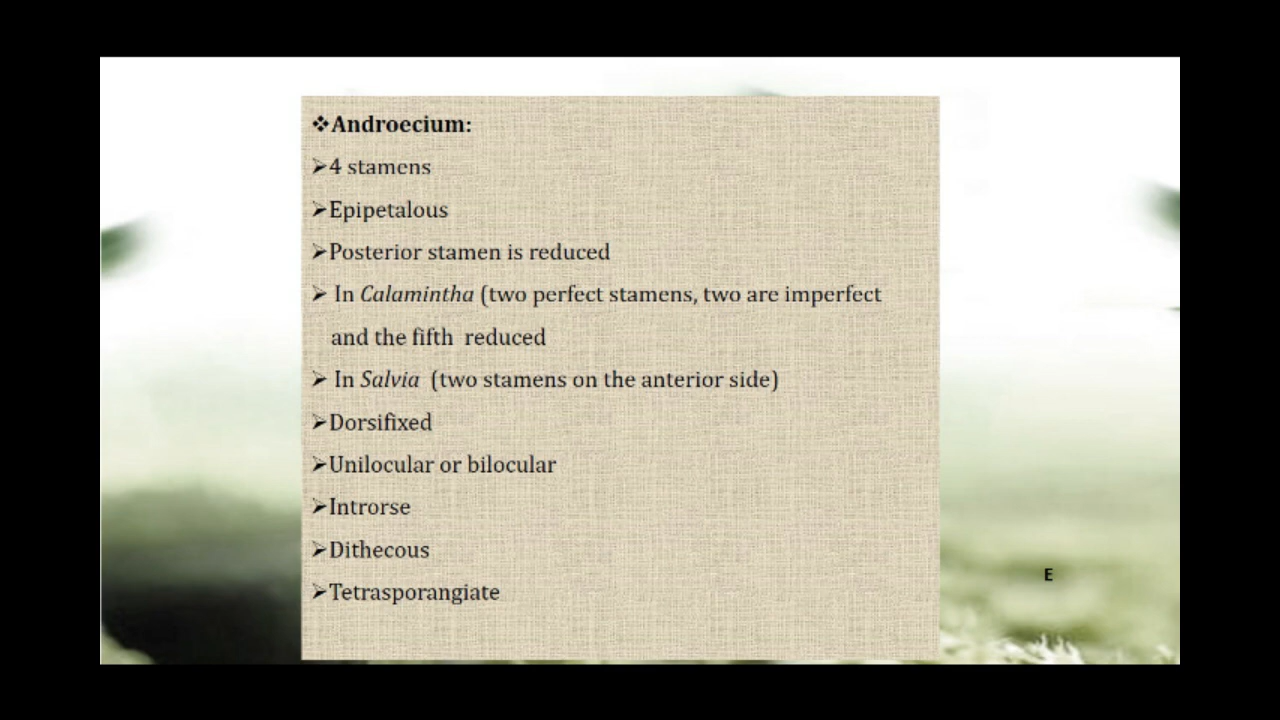 ❖Androecium:
➢4 stamens
➢Epipetalous
➢Posterior stamen is reduced
➢ In Calamintha (two perfect stamens, two are imperfect
and the fifth reduced
➢ In Salvia (two stamens on the anterior side)
➢Dorsifixed
➢Unilocular or bilocular
➢Introrse
➢Dithecous
➢Tetrasporangiate
E